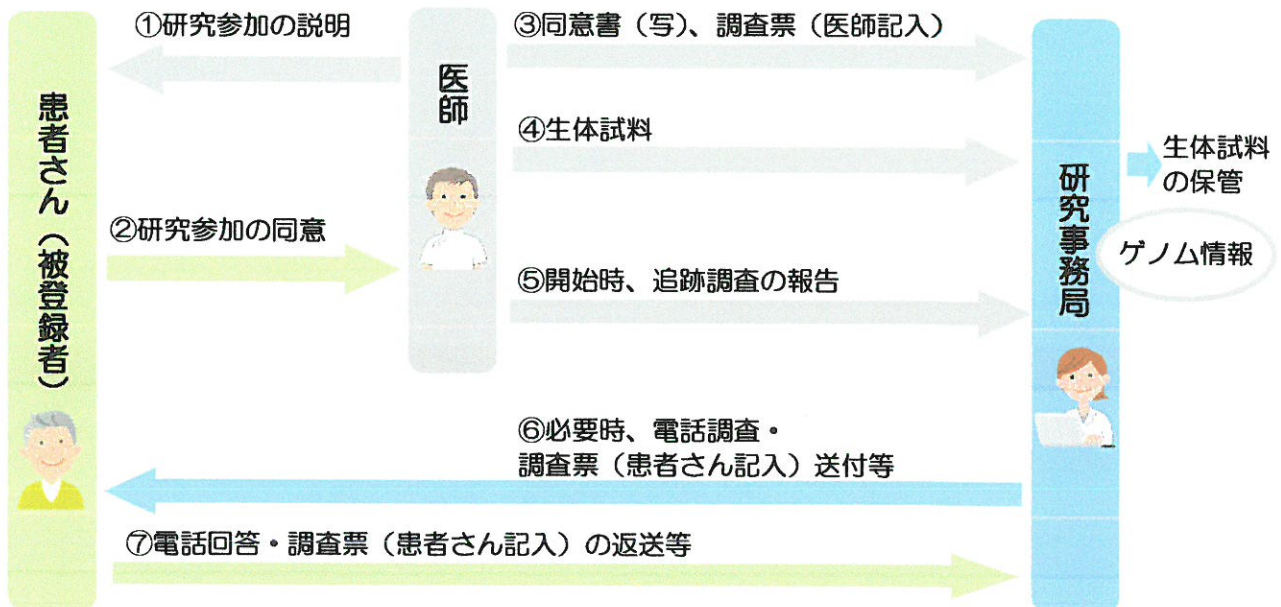 ①研究参加の説明
③同意書（写）、調査票（医師記入）
医師
患者さん（被登録者）
④生体試料
生体試料
の保管
研究事務局
②研究参加の同意
ゲノム情報
⑤開始時、追跡調査の報告
⑥必要時、電話調査・
調査票（患者さん記入）送付等
⑦電話回答・調査票（患者さん記入）の返送等